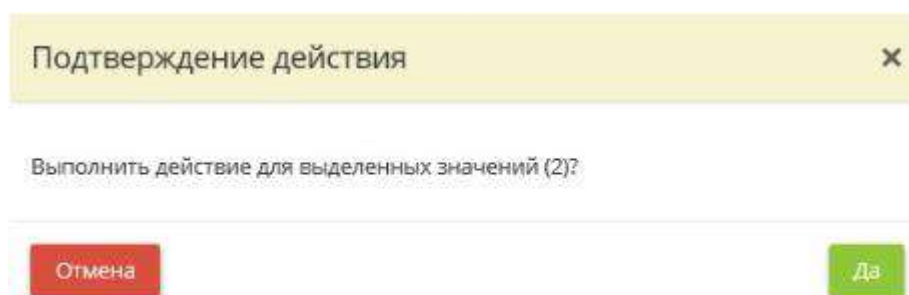 Подтверждение действия
Выполнить действие для выделенных значений (2)?
Отмена
Да